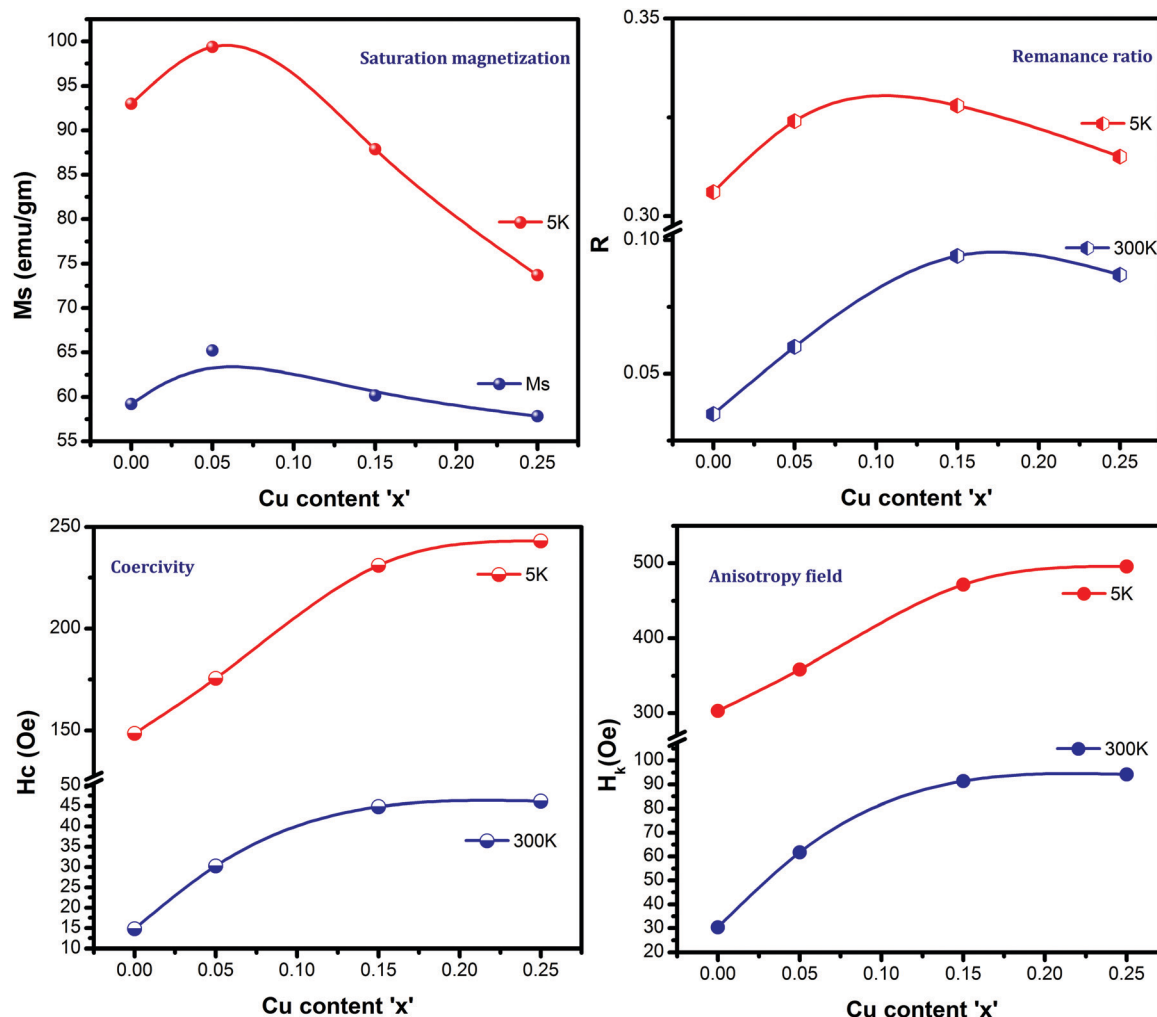 100
95
90
85
80
75
70
65
60
55
Ms (emu/gm)
Saturation magnetization
5K
Ms
0.00 0.05 0.10 0.15 0.20 0.25
Cu content 'x'
0.35
0.30
0.10
0.05
R
Remanance ratio
5K
300K
0.00 0.05 0.10 0.15 0.20 0.25
Cu content 'x'
250
200
150
50
45
40
35
30
25
20
15
10
Hc (Oe)
Coercivity
5K
300K
0.00 0.05 0.10 0.15 0.20 0.25
Cu content 'x'
500
400
300
100
90
80
70
60
50
40
30
20
Hk(Oe)
Anisotropy field
5K
300K
0.00 0.05 0.10 0.15 0.20 0.25
Cu content 'x'